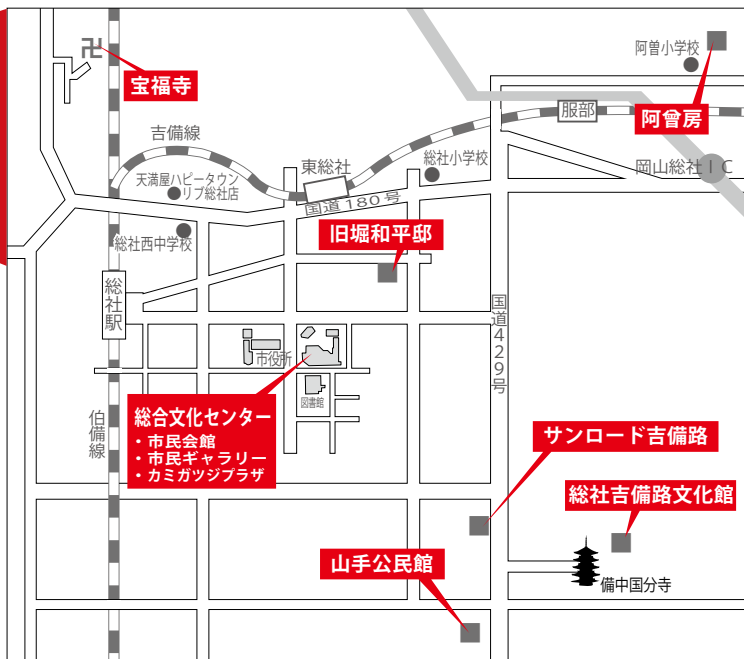 阿曽小学校
宝福寺
服部
阿曾房
吉備線
東総社
総社小学校
岡山総社IC
天満屋ハピータウン
リブ総社店
国道180号
旧堀和平邸
総社西中学校
総社駅
国道429号
市役所
図書館
総合文化センター
・市民会館
・市民ギャラリー
・カミガツジプラザ
伯備線
サンロード吉備路
総社吉備路文化館
山手公民館
備中国分寺